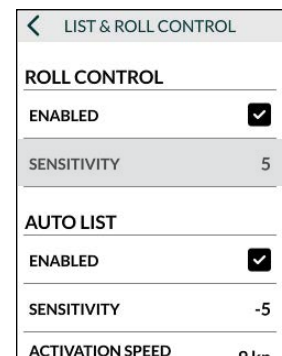 LIST & ROLL CONTROL
ROLL CONTROL
ENABLED
SENSITIVITY 5
AUTO LIST
ENABLED
SENSITIVITY -5
ACTIVATION SPEED